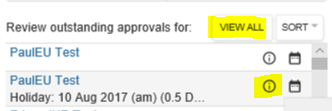 Review outstanding approvals for: VIEW ALL SORT
PaulEU Test
PaulEU Test
Holiday: 10 Aug 2017 (am) (0.5 D...